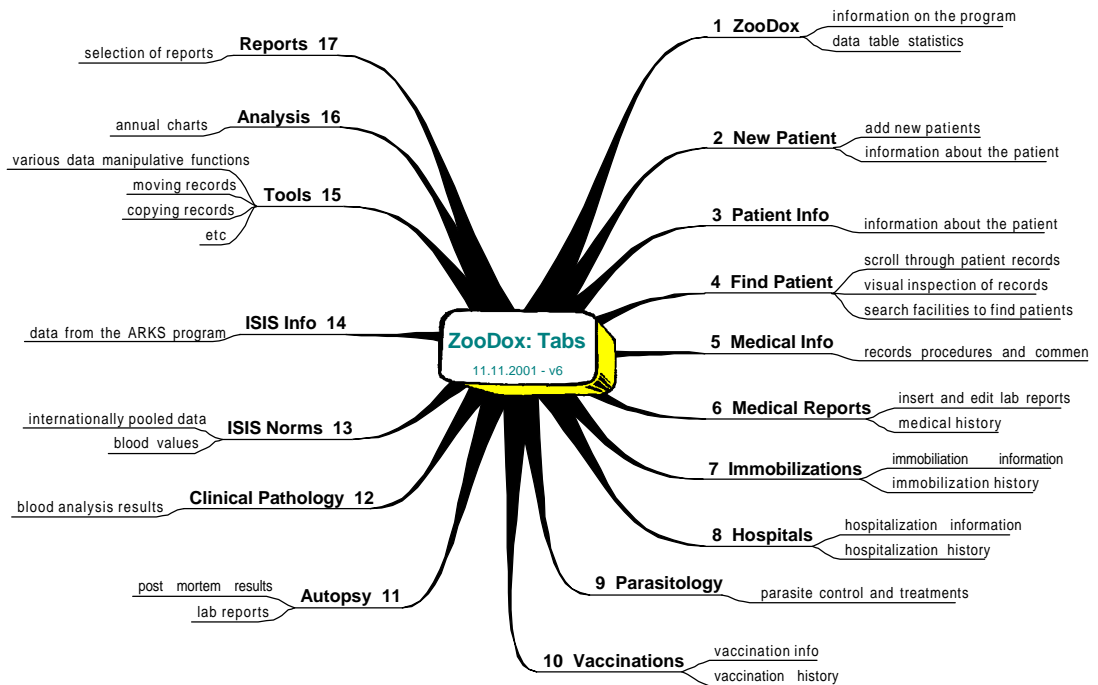 ZooDox: Tabs
11.11.2001 - v6
1 ZooDox
information on the program
data table statistics
2 New Patient
add new patients
information about the patient
3 Patient Info
information about the patient
4 Find Patient
scroll through patient records
visual inspection of records
search facilities to find patients
5 Medical Info
records procedures and commen
6 Medical Reports
insert and edit lab reports
medical history
7 Immobilizations
immobiliation information
immobilization history
8 Hospitals
hospitalization information
hospitalization history
9 Parasitology
parasite control and treatments
10 Vaccinations
vaccination info
vaccination history
Autopsy 11
post mortem results
lab reports
Clinical Pathology 12
blood analysis results
ISIS Norms 13
internationally pooled data
blood values
ISIS Info 14
data from the ARKS program
Tools 15
various data manipulative functions
moving records
copying records
etc
Analysis 16
annual charts
Reports 17
selection of reports